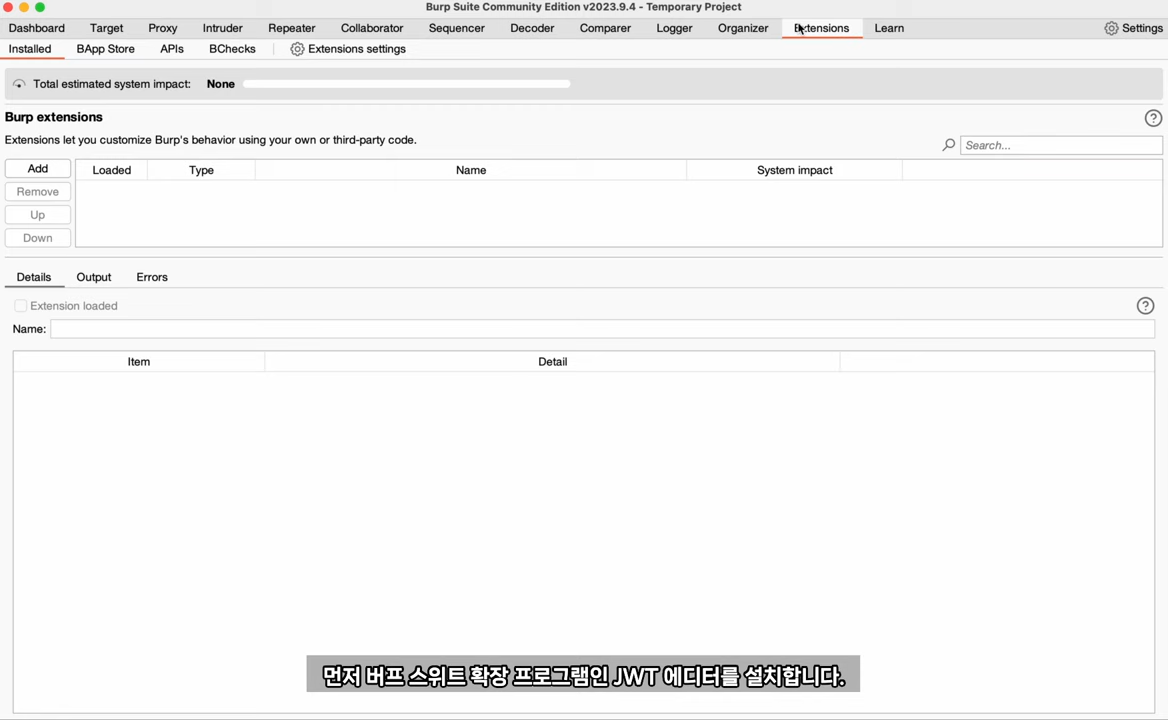 Burp Suite Community Edition v2023.9.4 - Temporary Project
Dashboard Target Proxy Intruder Repeater Collaborator Sequencer Decoder Comparer Logger Organizer Extensions Learn Settings
Installed BApp Store APIs BChecks Extensions settings
Total estimated system impact: None
Burp extensions
Extensions let you customize Burp's behavior using your own or third-party code.
Search...
Add Loaded Type Name System impact
Remove
Up
Down
Details Output Errors
Extension loaded
Name:
Item Detail
먼저 버프 스위트 확장 프로그램인 JWT 에디터를 설치합니다.